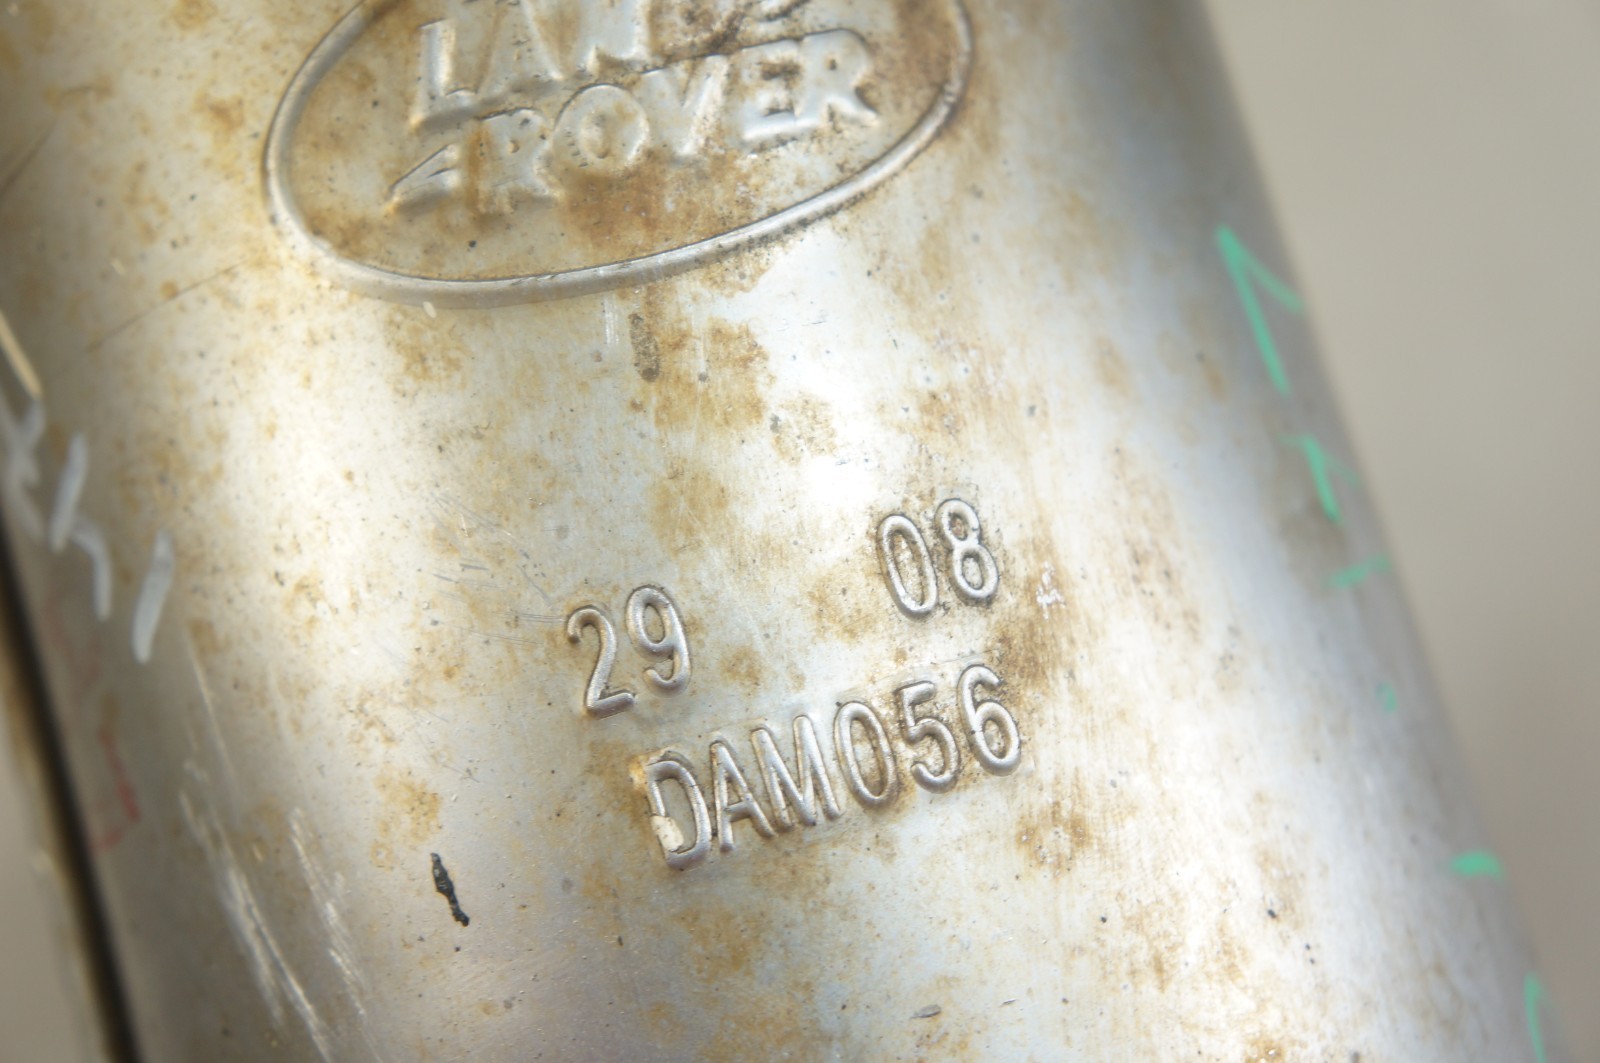 LAND
ROVER
29 08
DAM056